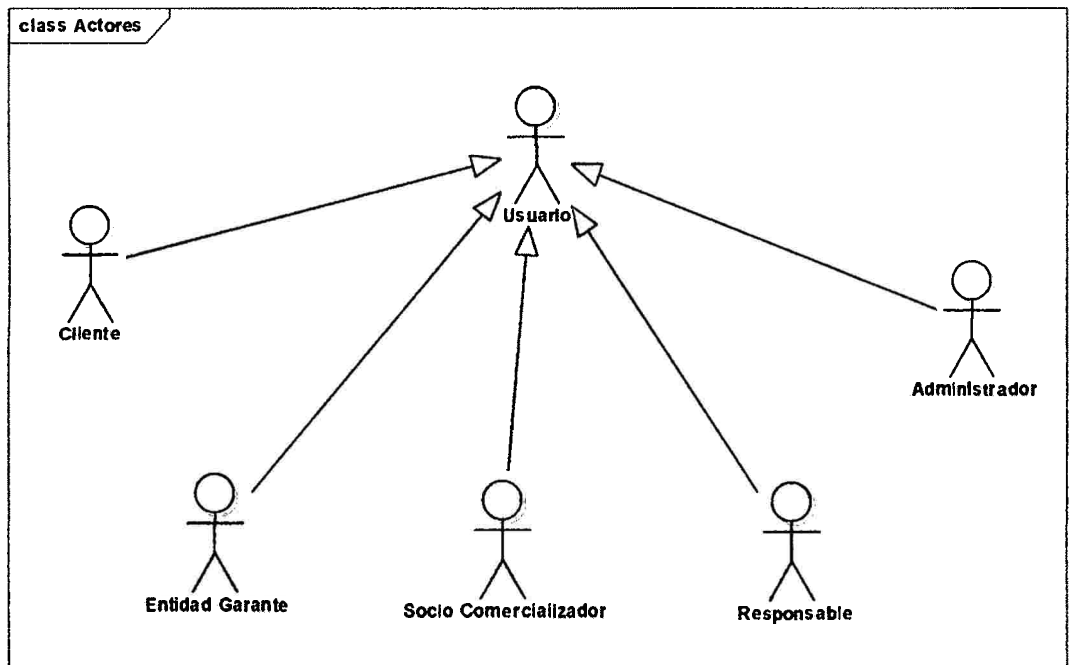 class Actores
Usuario
Cliente
Administrador
Entidad Garante
Socio Comercializador
Responsable